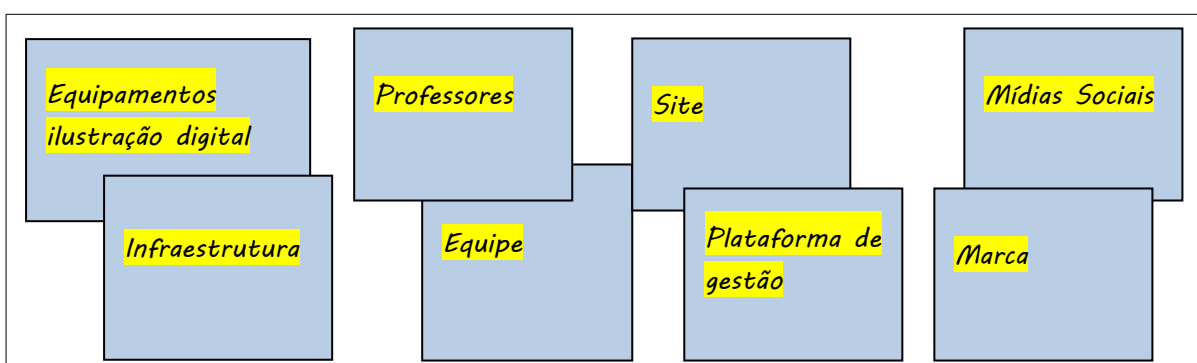 Equipamentos
ilustração digital
Infraestrutura
Professores
Equipe
Site
Plataforma de
gestão
Mídias Sociais
Marca